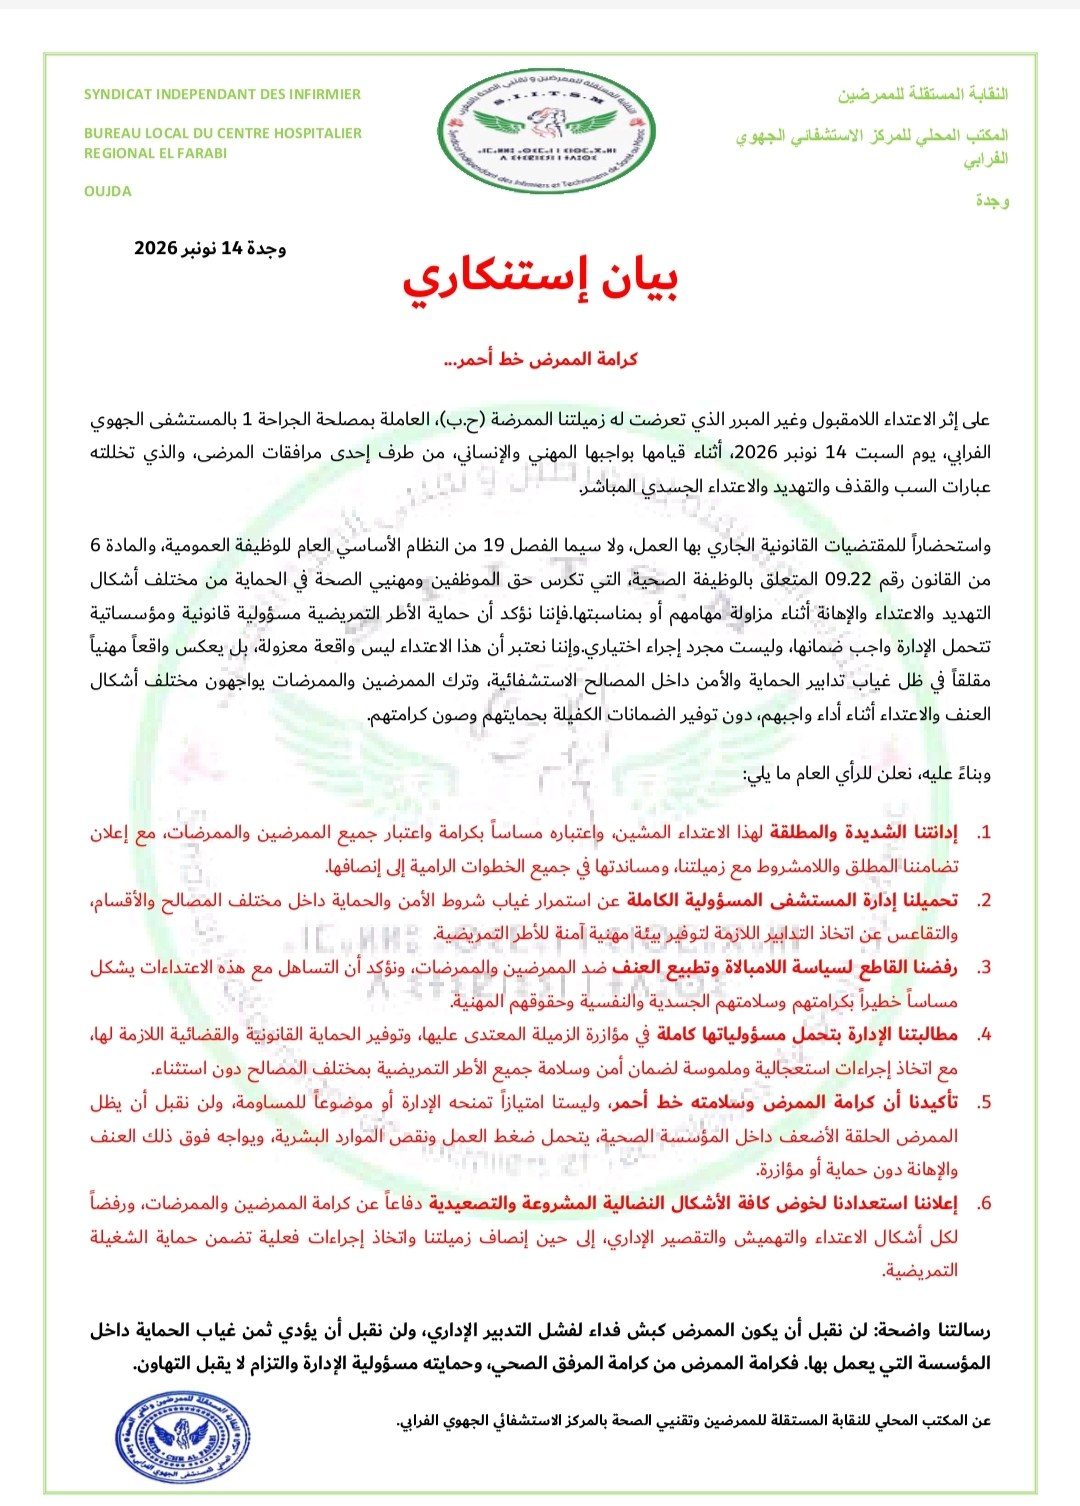 SYNDICAT INDEPENDANT DES INFIRMIER
BUREAU LOCAL DU CENTRE HOSPITALIER
REGIONAL EL FARABI
OUJDA
النقابة المستقلة للممرضين
المكتب المحلي للمركز الاستشفائي الجهوي
الفرابي
وجدة
S.I.I.T.S.M
Syndicat Indépendant des Infirmiers et Techniciens de Santé au Maroc
وجدة 14 نونبر 2026
بيان إستنكاري
كرامة الممرض خط أحمر...
على إثر الاعتداء اللامقبول وغير المبرر الذي تعرضت له زميلتنا الممرضة (ح.ب)، العاملة بمصلحة الجراحة 1 بالمستشفى الجهوي
الفرابي، يوم السبت 14 نونبر 2026، أثناء قيامها بواجبها المهني والإنساني، من طرف إحدى مرافقات المرضى، والذي تخللته
عبارات السب والقذف والتهديد والاعتداء الجسدي المباشر.
واستحضاراً للمقتضيات القانونية الجاري بها العمل، ولا سيما الفصل 19 من النظام الأساسي العام للوظيفة العمومية، والمادة 6
من القانون رقم 09.22 المتعلق بالوظيفة الصحية، التي تكرس حق الموظفين ومهنيي الصحة في الحماية من مختلف أشكال
التهديد والاعتداء والإهانة أثناء مزاولة مهامهم أو بمناسبتها.فإننا نؤكد أن حماية الأطر التمريضية مسؤولية قانونية ومؤسساتية
تتحمل الإدارة واجب ضمانها، وليست مجرد إجراء اختياري.وإننا نعتبر أن هذا الاعتداء ليس واقعة معزولة، بل يعكس واقعاً مهنياً
مقلقاً في ظل غياب تدابير الحماية والأمن داخل المصالح الاستشفائية، وترك الممرضين والممرضات يواجهون مختلف أشكال
العنف والاعتداء أثناء أداء واجبهم، دون توفير الضمانات الكفيلة بحمايتهم وصون كرامتهم.
وبناءً عليه، نعلن للرأي العام ما يلي:
1. إدانتنا الشديدة والمطلقة لهذا الاعتداء المشين، واعتباره مساساً بكرامة واعتبار جميع الممرضين والممرضات، مع إعلان
تضامننا المطلق واللامشروط مع زميلتنا، ومساندتها في جميع الخطوات الرامية إلى إنصافها.
2. تحميلنا إدارة المستشفى المسؤولية الكاملة عن استمرار غياب شروط الأمن والحماية داخل مختلف المصالح والأقسام،
والتقاعس عن اتخاذ التدابير اللازمة لتوفير بيئة مهنية آمنة للأطر التمريضية.
3. رفضنا القاطع لسياسة اللامبالاة وتطبيع العنف ضد الممرضين والممرضات، ونؤكد أن التساهل مع هذه الاعتداءات يشكل
مساساً خطيراً بكرامتهم وسلامتهم الجسدية والنفسية وحقوقهم المهنية.
4. مطالبتنا الإدارة بتحمل مسؤولياتها كاملة في مؤازرة الزميلة المعتدى عليها، وتوفير الحماية القانونية والقضائية اللازمة لها،
مع اتخاذ إجراءات استعجالية وملموسة لضمان أمن وسلامة جميع الأطر التمريضية بمختلف المصالح دون استثناء.
5. تأكيدنا أن كرامة الممرض وسلامته خط أحمر، وليستا امتيازاً تمنحه الإدارة أو موضوعاً للمساومة، ولن نقبل أن يظل
الممرض الحلقة الأضعف داخل المؤسسة الصحية، يتحمل ضغط العمل ونقص الموارد البشرية، ويواجه فوق ذلك العنف
والإهانة دون حماية أو مؤازرة.
6. إعلاننا استعدادنا لخوض كافة الأشكال النضالية المشروعة والتصعيدية دفاعاً عن كرامة الممرضين والممرضات، ورفضاً
لكل أشكال الاعتداء والتهميش والتقصير الإداري، إلى حين إنصاف زميلتنا واتخاذ إجراءات فعلية تضمن حماية الشغيلة
التمريضية.
رسالتنا واضحة: لن نقبل أن يكون الممرض كبش فداء لفشل التدبير الإداري، ولن نقبل أن يؤدي ثمن غياب الحماية داخل
المؤسسة التي يعمل بها. فكرامة الممرض من كرامة المرفق الصحي، وحمايته مسؤولية الإدارة والتزام لا يقبل التهاون.
عن المكتب المحلي للنقابة المستقلة للممرضين وتقنيي الصحة بالمركز الاستشفائي الجهوي الفرابي.